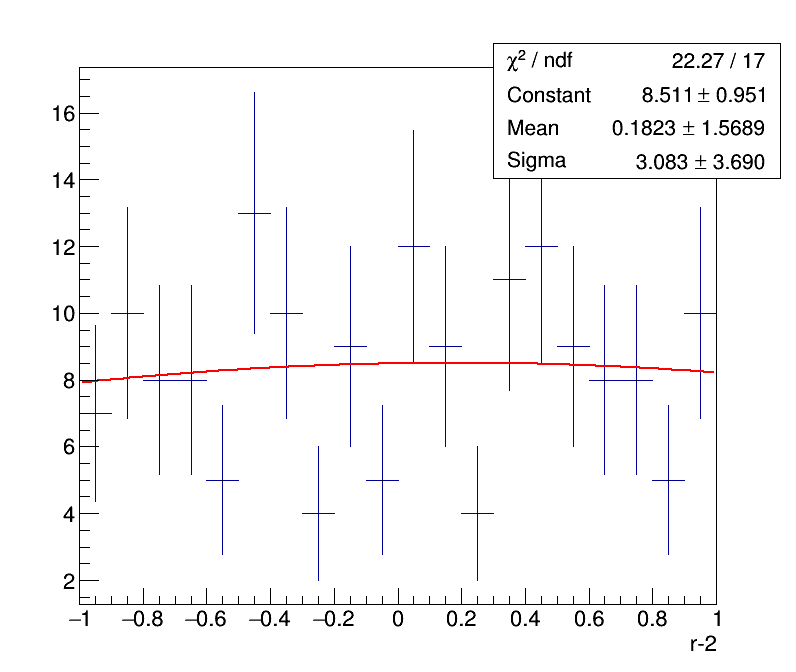 χ² / ndf 22.27 / 17
Constant 8.511 ± 0.951
Mean 0.1823 ± 1.5689
Sigma 3.083 ± 3.690
16
14
12
10
8
6
4
2
−1 −0.8 −0.6 −0.4 −0.2 0 0.2 0.4 0.6 0.8 1
r-2